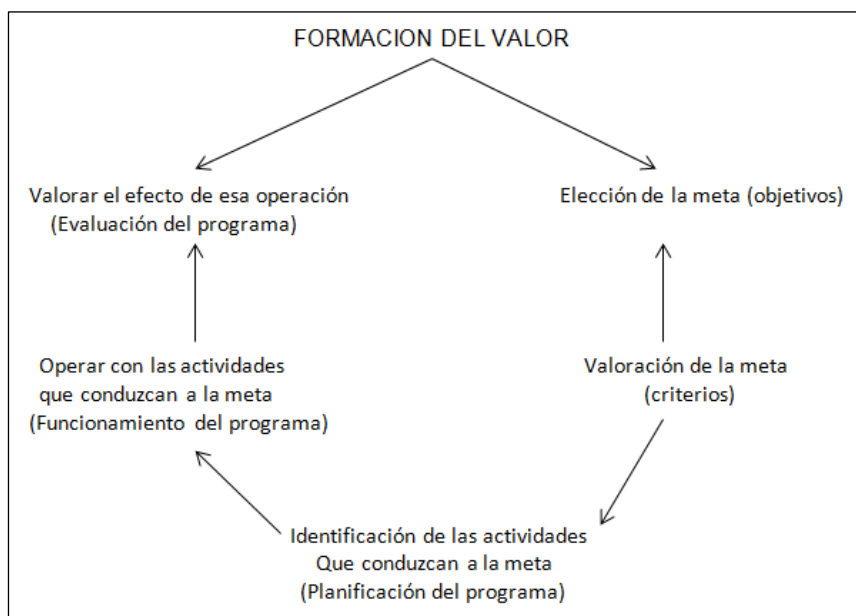 FORMACION DEL VALOR
Valorar el efecto de esa operación
(Evaluación del programa)
Elección de la meta (objetivos)
Operar con las actividades
que conduzcan a la meta
(Funcionamiento del programa)
Valoración de la meta
(criterios)
Identificación de las actividades
Que conduzcan a la meta
(Planificación del programa)